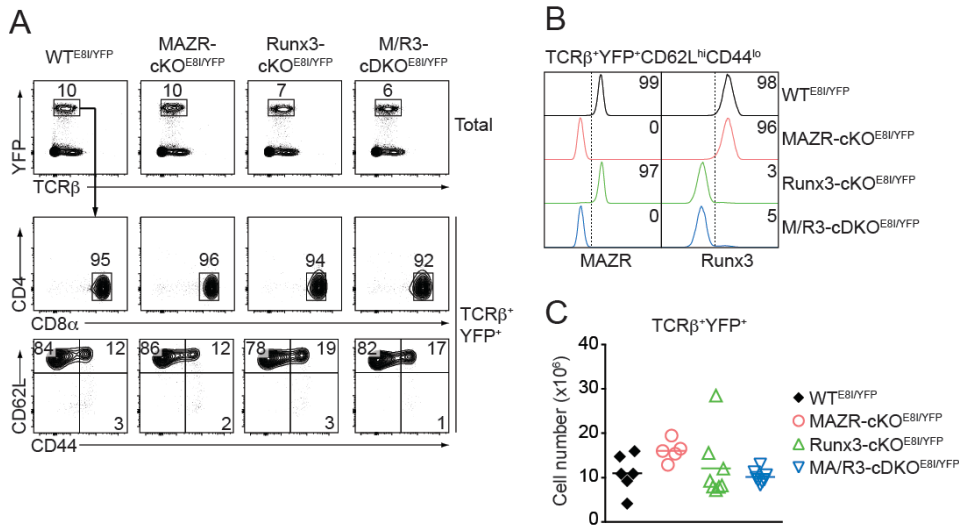 A
WT^E8I/YFP
MAZR-
cKO^E8I/YFP
Runx3-
cKO^E8I/YFP
M/R3-
cDKO^E8I/YFP
10
10
7
6
Total
YFP
TCRβ
95
96
94
92
CD4
CD8α
TCRβ⁺
YFP⁺
84
12
86
12
78
19
82
17
3
2
3
1
CD62L
CD44
B
TCRβ⁺YFP⁺CD62L^hiCD44^lo
99
98
WT^E8I/YFP
0
96
MAZR-cKO^E8I/YFP
97
3
Runx3-cKO^E8I/YFP
0
5
M/R3-cDKO^E8I/YFP
MAZR
Runx3
C
TCRβ⁺YFP⁺
Cell number (x10⁶)
40
30
20
10
0
WT^E8I/YFP
MAZR-cKO^E8I/YFP
Runx3-cKO^E8I/YFP
MA/R3-cDKO^E8I/YFP